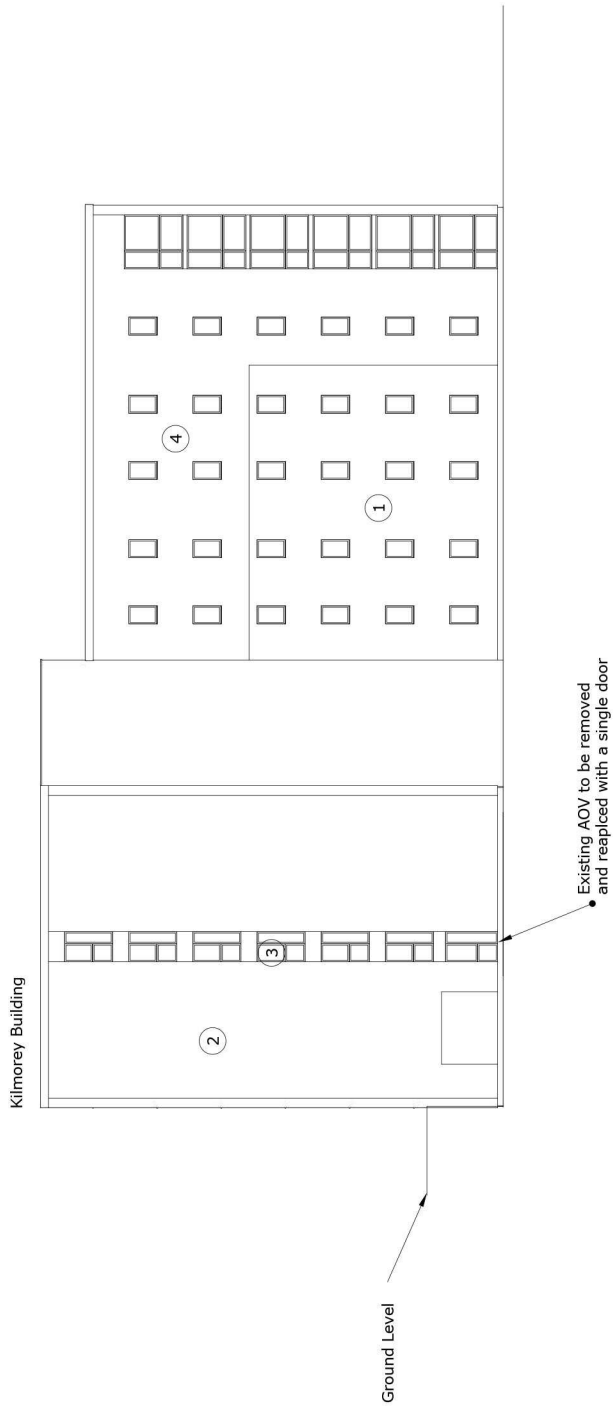 Kilmorey Building
4
1
3
2
Existing AOV to be removed
and reaplced with a single door
Ground Level